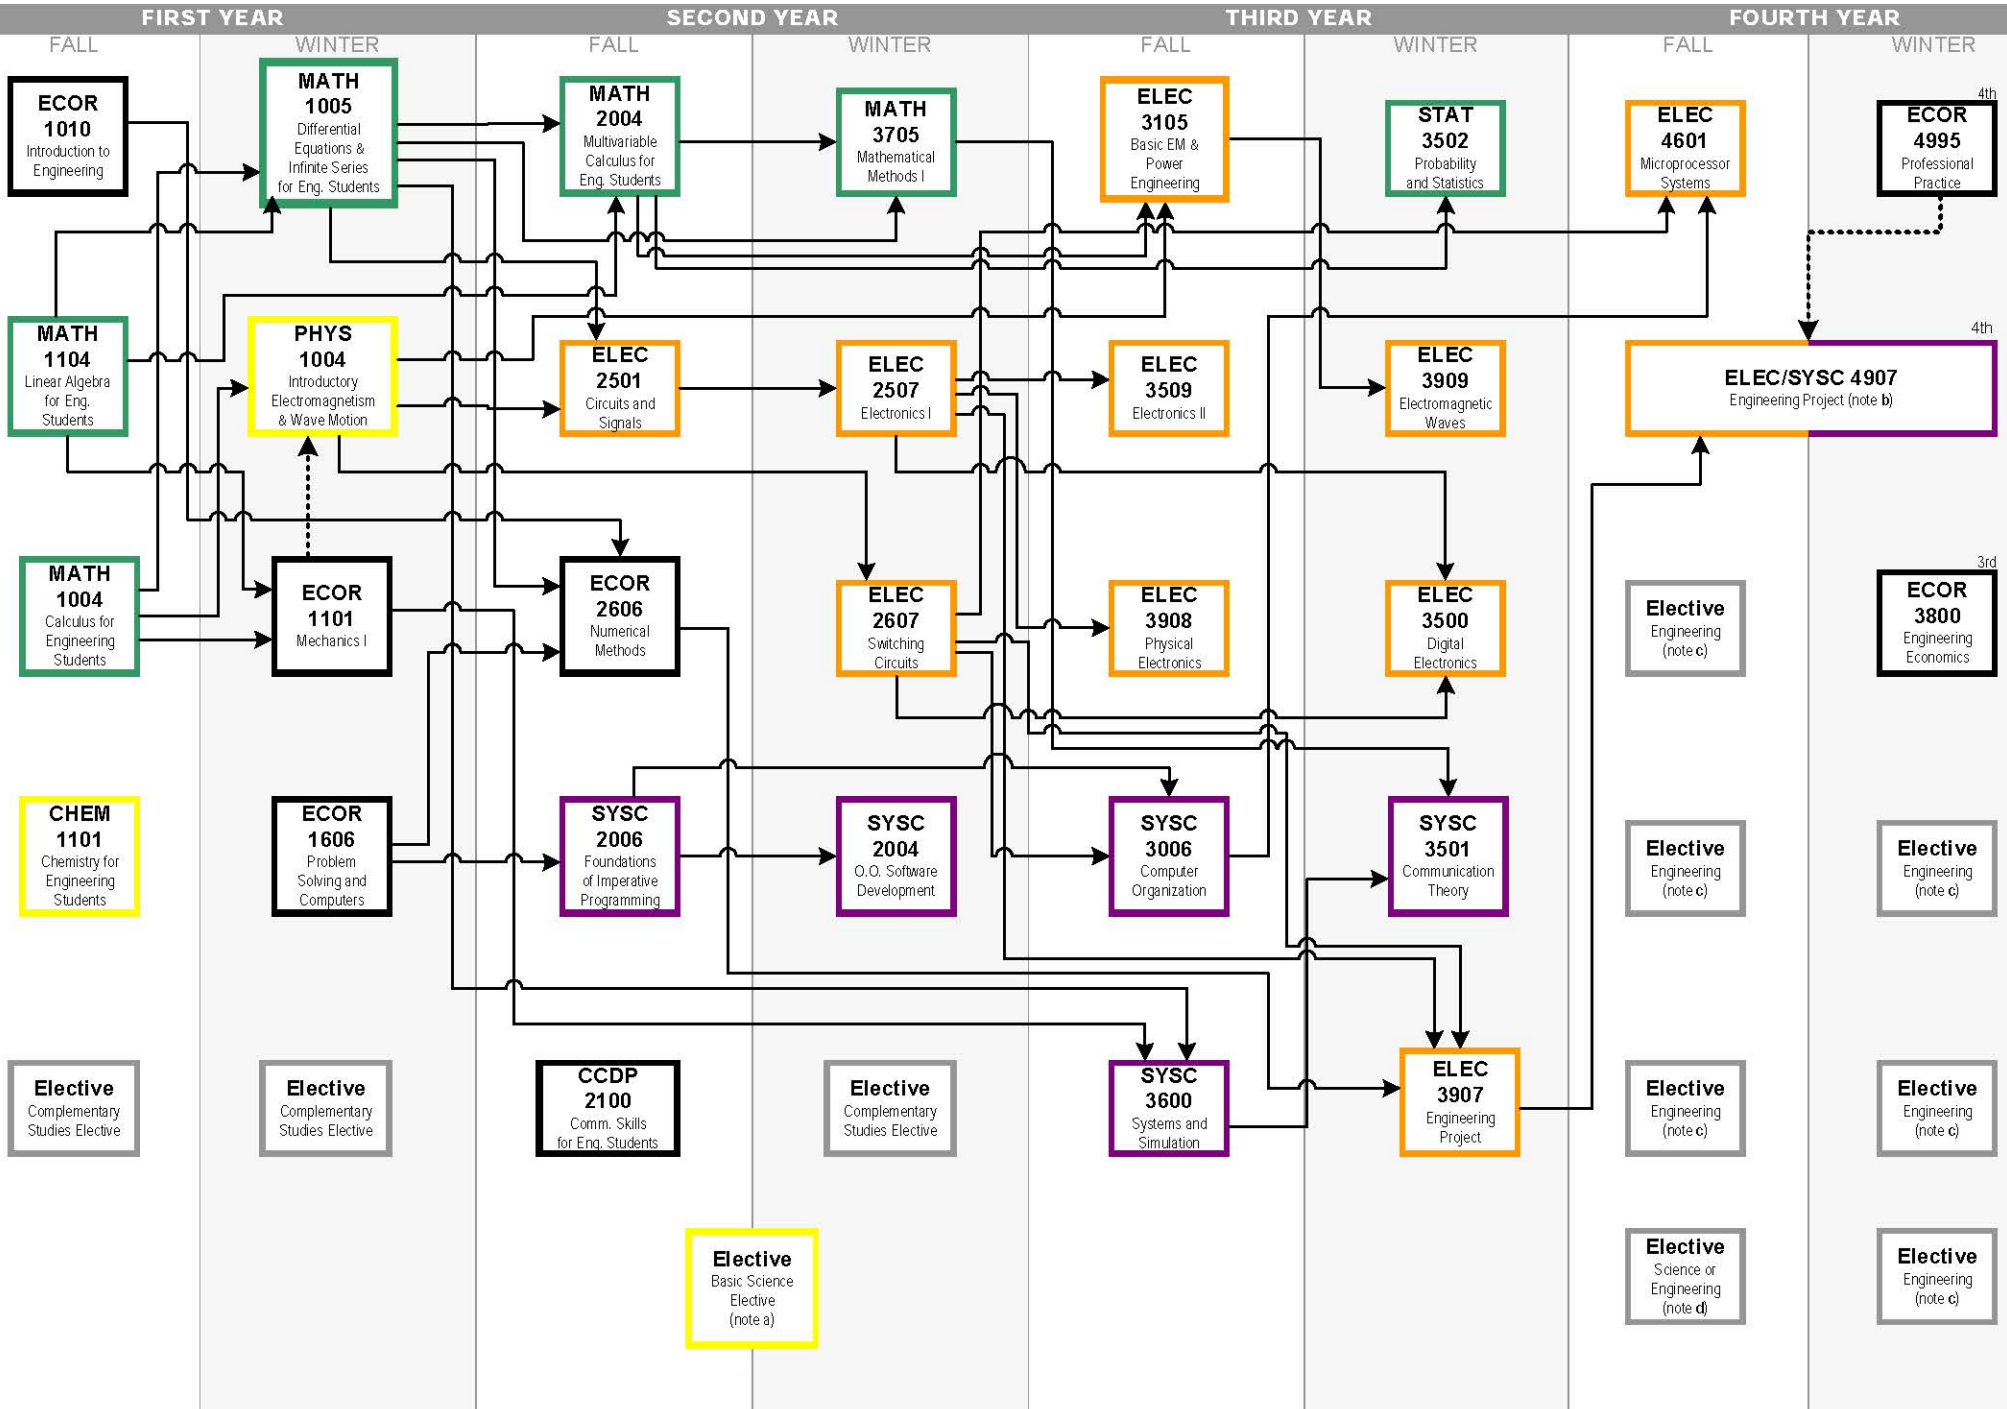 FIRST YEAR
SECOND YEAR
THIRD YEAR
FOURTH YEAR
FALL
WINTER
FALL
WINTER
FALL
WINTER
FALL
WINTER
ECOR
1010
Introduction to
Engineering
MATH
1005
Differential
Equations &
Infinite Series
for Eng. Students
MATH
2004
Multivariable
Calculus for
Eng. Students
MATH
3705
Mathematical
Methods I
ELEC
3105
Basic EM &
Power
Engineering
STAT
3502
Probability
and Statistics
ELEC
4601
Microprocessor
Systems
4th
ECOR
4995
Professional
Practice
MATH
1104
Linear Algebra
for Eng.
Students
PHYS
1004
Introductory
Electromagnetism
& Wave Motion
ELEC
2501
Circuits and
Signals
ELEC
2507
Electronics I
ELEC
3509
Electronics II
ELEC
3909
Electromagnetic
Waves
4th
ELEC/SYSC 4907
Engineering Project (note b)
MATH
1004
Calculus for
Engineering
Students
ECOR
1101
Mechanics I
ECOR
2606
Numerical
Methods
ELEC
2607
Switching
Circuits
ELEC
3908
Physical
Electronics
ELEC
3500
Digital
Electronics
Elective
Engineering
(note c)
3rd
ECOR
3800
Engineering
Economics
CHEM
1101
Chemistry for
Engineering
Students
ECOR
1606
Problem
Solving and
Computers
SYSC
2006
Foundations
of Imperative
Programming
SYSC
2004
O.O. Software
Development
SYSC
3006
Computer
Organization
SYSC
3501
Communication
Theory
Elective
Engineering
(note c)
Elective
Engineering
(note c)
Elective
Complementary
Studies Elective
Elective
Complementary
Studies Elective
CCDP
2100
Comm. Skills
for Eng. Students
Elective
Complementary
Studies Elective
SYSC
3600
Systems and
Simulation
ELEC
3907
Engineering
Project
Elective
Engineering
(note c)
Elective
Engineering
(note c)
Elective
Basic Science
Elective
(note a)
Elective
Science or
Engineering
(note d)
Elective
Engineering
(note c)